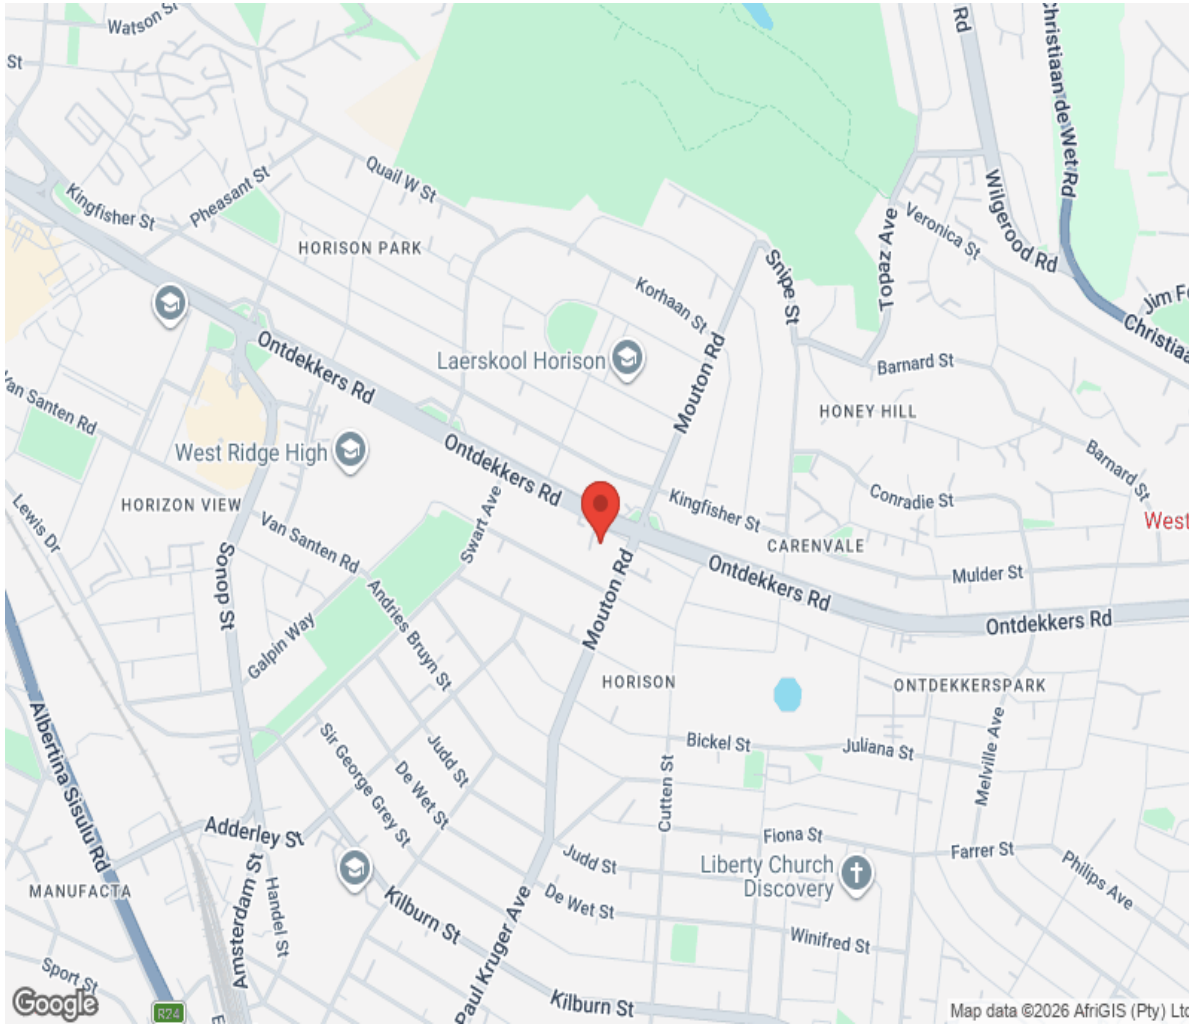 Watson St
St
Rd
Christiaan de Wet Rd
Quail W St
Pheasant St
Kingfisher St
Wilgerood Rd
Veronica St
Todaz Ave
HORISON PARK
Snipe St
Korhaan St
Jim Fo
Christiaa
Ontdekkers Rd
Laerskool Horison
Mouton Rd
Barnard St
Van Santen Rd
HONEY HILL
West Ridge High
Ontdekkers Rd
Barnard St
Conradie St
HORIZON VIEW
Kingfisher St
Lewis Dr
Swart Ave
West
Van Santen Rd
CARENVALE
Sonop St
Mulder St
Ontdekkers Rd
Mouton Rd
Andries Bruyn St
Ontdekkers Rd
Galpin Way
HORISON
ONTDEKKERSPARK
Albertina Sisulu Rd
Bickel St
Juliana St
Judd St
Sir George Grey St
De Wet St
Melville Ave
Cutten St
Adderley St
Fiona St
Farrer St
Judd St
Liberty Church
Discovery
Philips Ave
MANUFACTA
Amsterdam St
Handel St
Kilburn St
De Wet St
Paul Kruger Ave
Winifred St
Sport St
Kilburn St
Google
R24
E
Map data ©2026 AfriGIS (Pty) Ltd